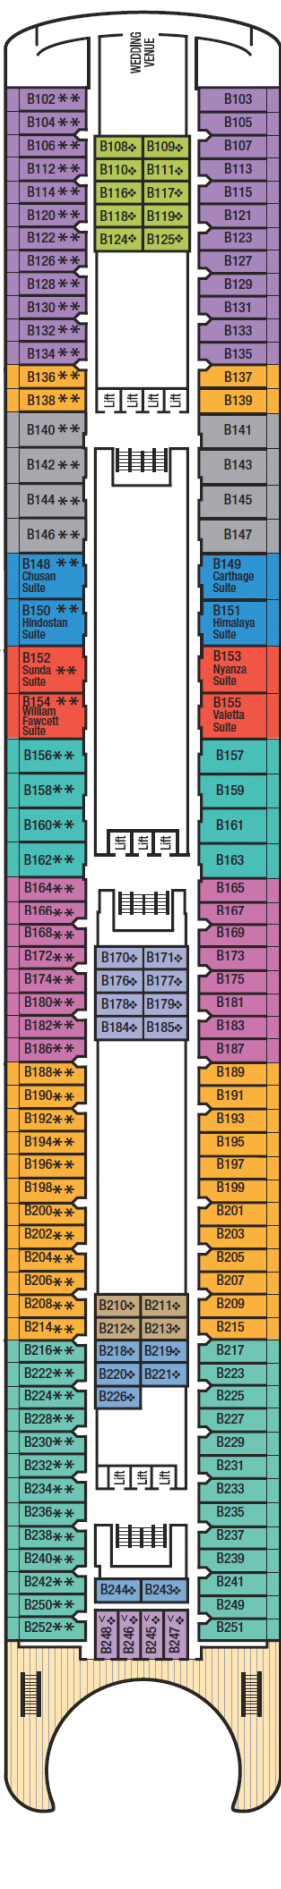 WEDDING
VENUE
B102 ** B103
B104 ** B105
B106 ** B108❖ B109❖ B107
B112 ** B110❖ B111❖ B113
B114 ** B116❖ B117❖ B115
B120 ** B118❖ B119❖ B121
B122 ** B124❖ B125❖ B123
B126 ** B127
B128 ** B129
B130 ** B131
B132 ** B133
B134 ** B135
B136 ** B137
B138 ** Lift Lift Lift Lift B139
B140 ** B141
B142 ** B143
B144 ** B145
B146 ** B147
B148 ** B149
Chusan Carthage
Suite Suite
B150 ** B151
Hindostan Himalaya
Suite Suite
B152 B153
Sunda ** Nyanza
Suite Suite
B154 ** B155
William Valetta
Fawcett Suite
Suite
B156** B157
B158** B159
B160** B161
B162** Lift Lift Lift B163
B164** B165
B166** B167
B168** B169
B172** B170❖ B171❖ B173
B174** B176❖ B177❖ B175
B180** B178❖ B179❖ B181
B182** B184❖ B185❖ B183
B186** B187
B188** B189
B190** B191
B192** B193
B194** B195
B196** B197
B198** B199
B200** B201
B202** B203
B204** B205
B206** B207
B208** B210❖ B211❖ B209
B214** B212❖ B213❖ B215
B216** B218❖ B219❖ B217
B222** B220❖ B221❖ B223
B224** B226❖ B225
B228** B227
B230** B229
B232** Lift Lift Lift B231
B234** B233
B236** B235
B238** B237
B240** B239
B242** B244❖ B243❖ B241
B250** B248 V❖ B246 V❖ B245 V❖ B247 V❖ B249
B252** B251